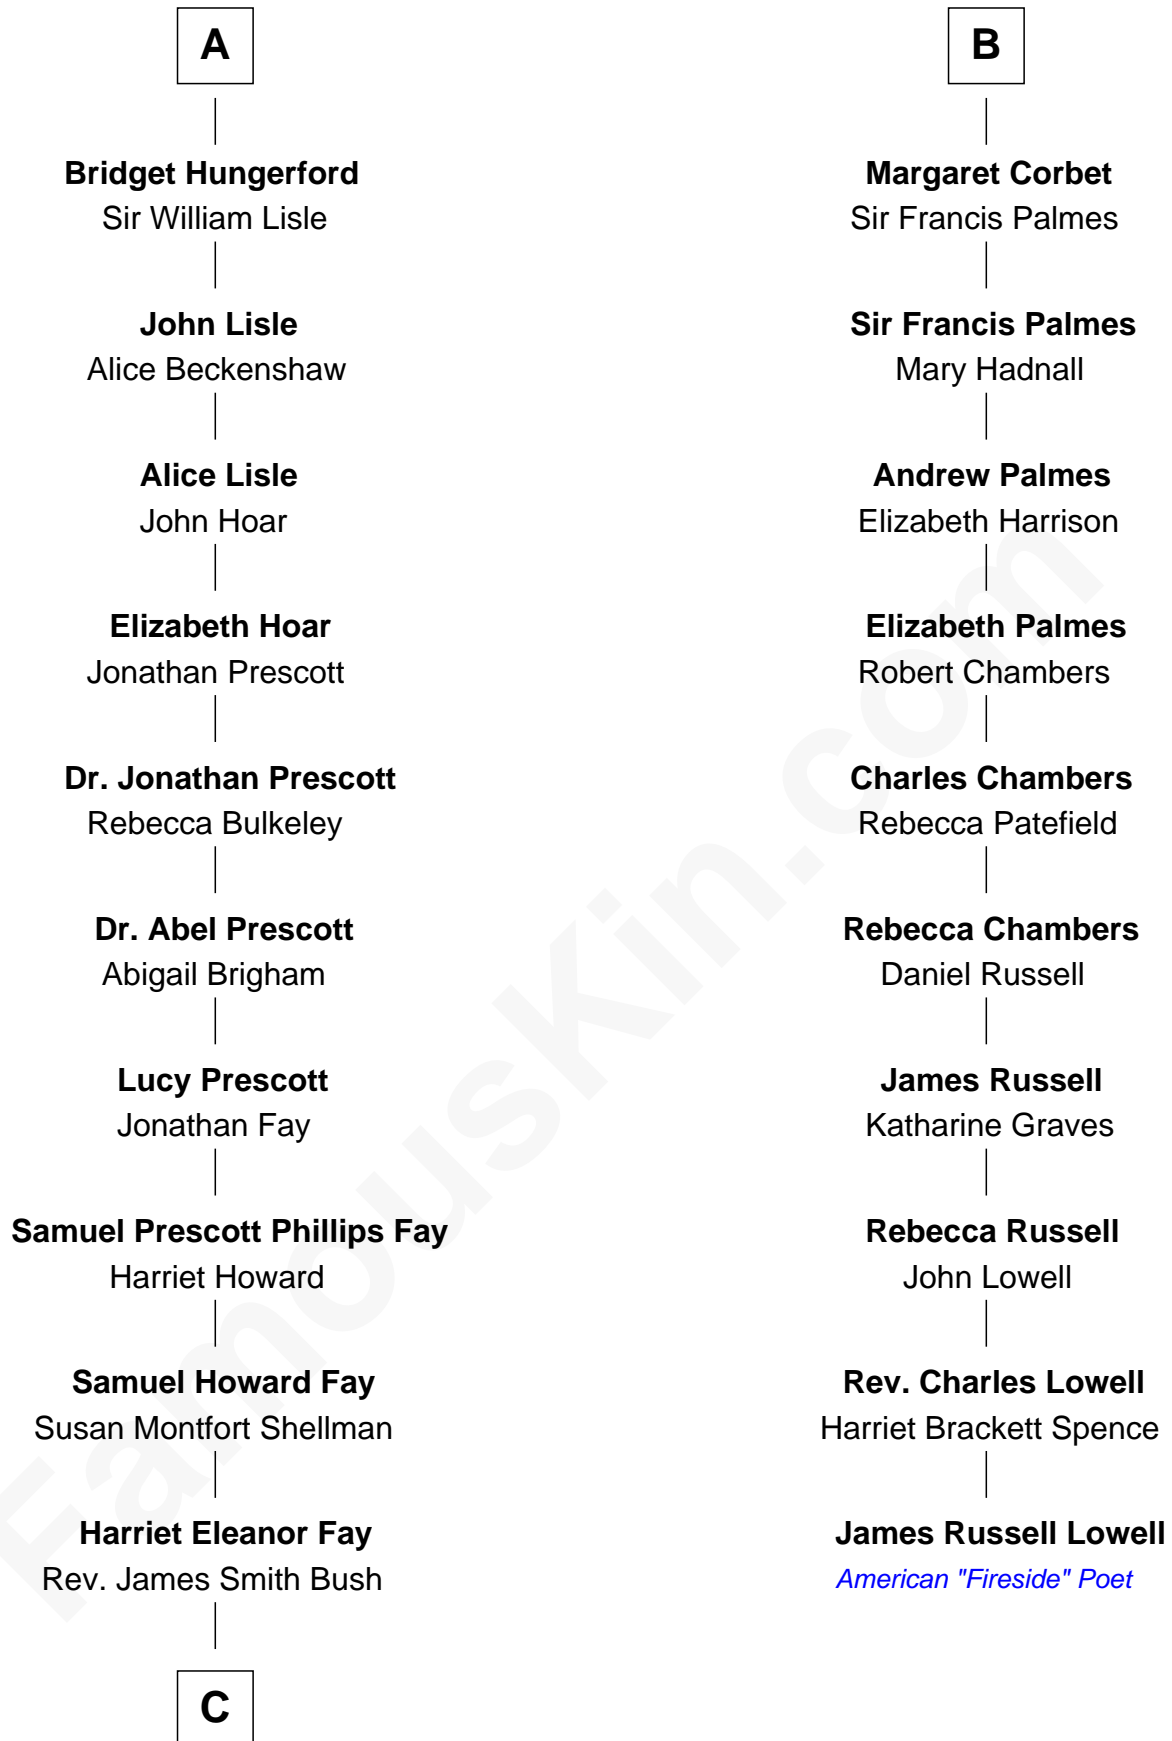 A
Bridget Hungerford
Sir William Lisle
John Lisle
Alice Beckenshaw
Alice Lisle
John Hoar
Elizabeth Hoar
Jonathan Prescott
Dr. Jonathan Prescott
Rebecca Bulkeley
Dr. Abel Prescott
Abigail Brigham
Lucy Prescott
Jonathan Fay
Samuel Prescott Phillips Fay
Harriet Howard
Samuel Howard Fay
Susan Montfort Shellman
Harriet Eleanor Fay
Rev. James Smith Bush
C
B
Margaret Corbet
Sir Francis Palmes
Sir Francis Palmes
Mary Hadnall
Andrew Palmes
Elizabeth Harrison
Elizabeth Palmes
Robert Chambers
Charles Chambers
Rebecca Patefield
Rebecca Chambers
Daniel Russell
James Russell
Katharine Graves
Rebecca Russell
John Lowell
Rev. Charles Lowell
Harriet Brackett Spence
James Russell Lowell
American "Fireside" Poet
FamousKin.com